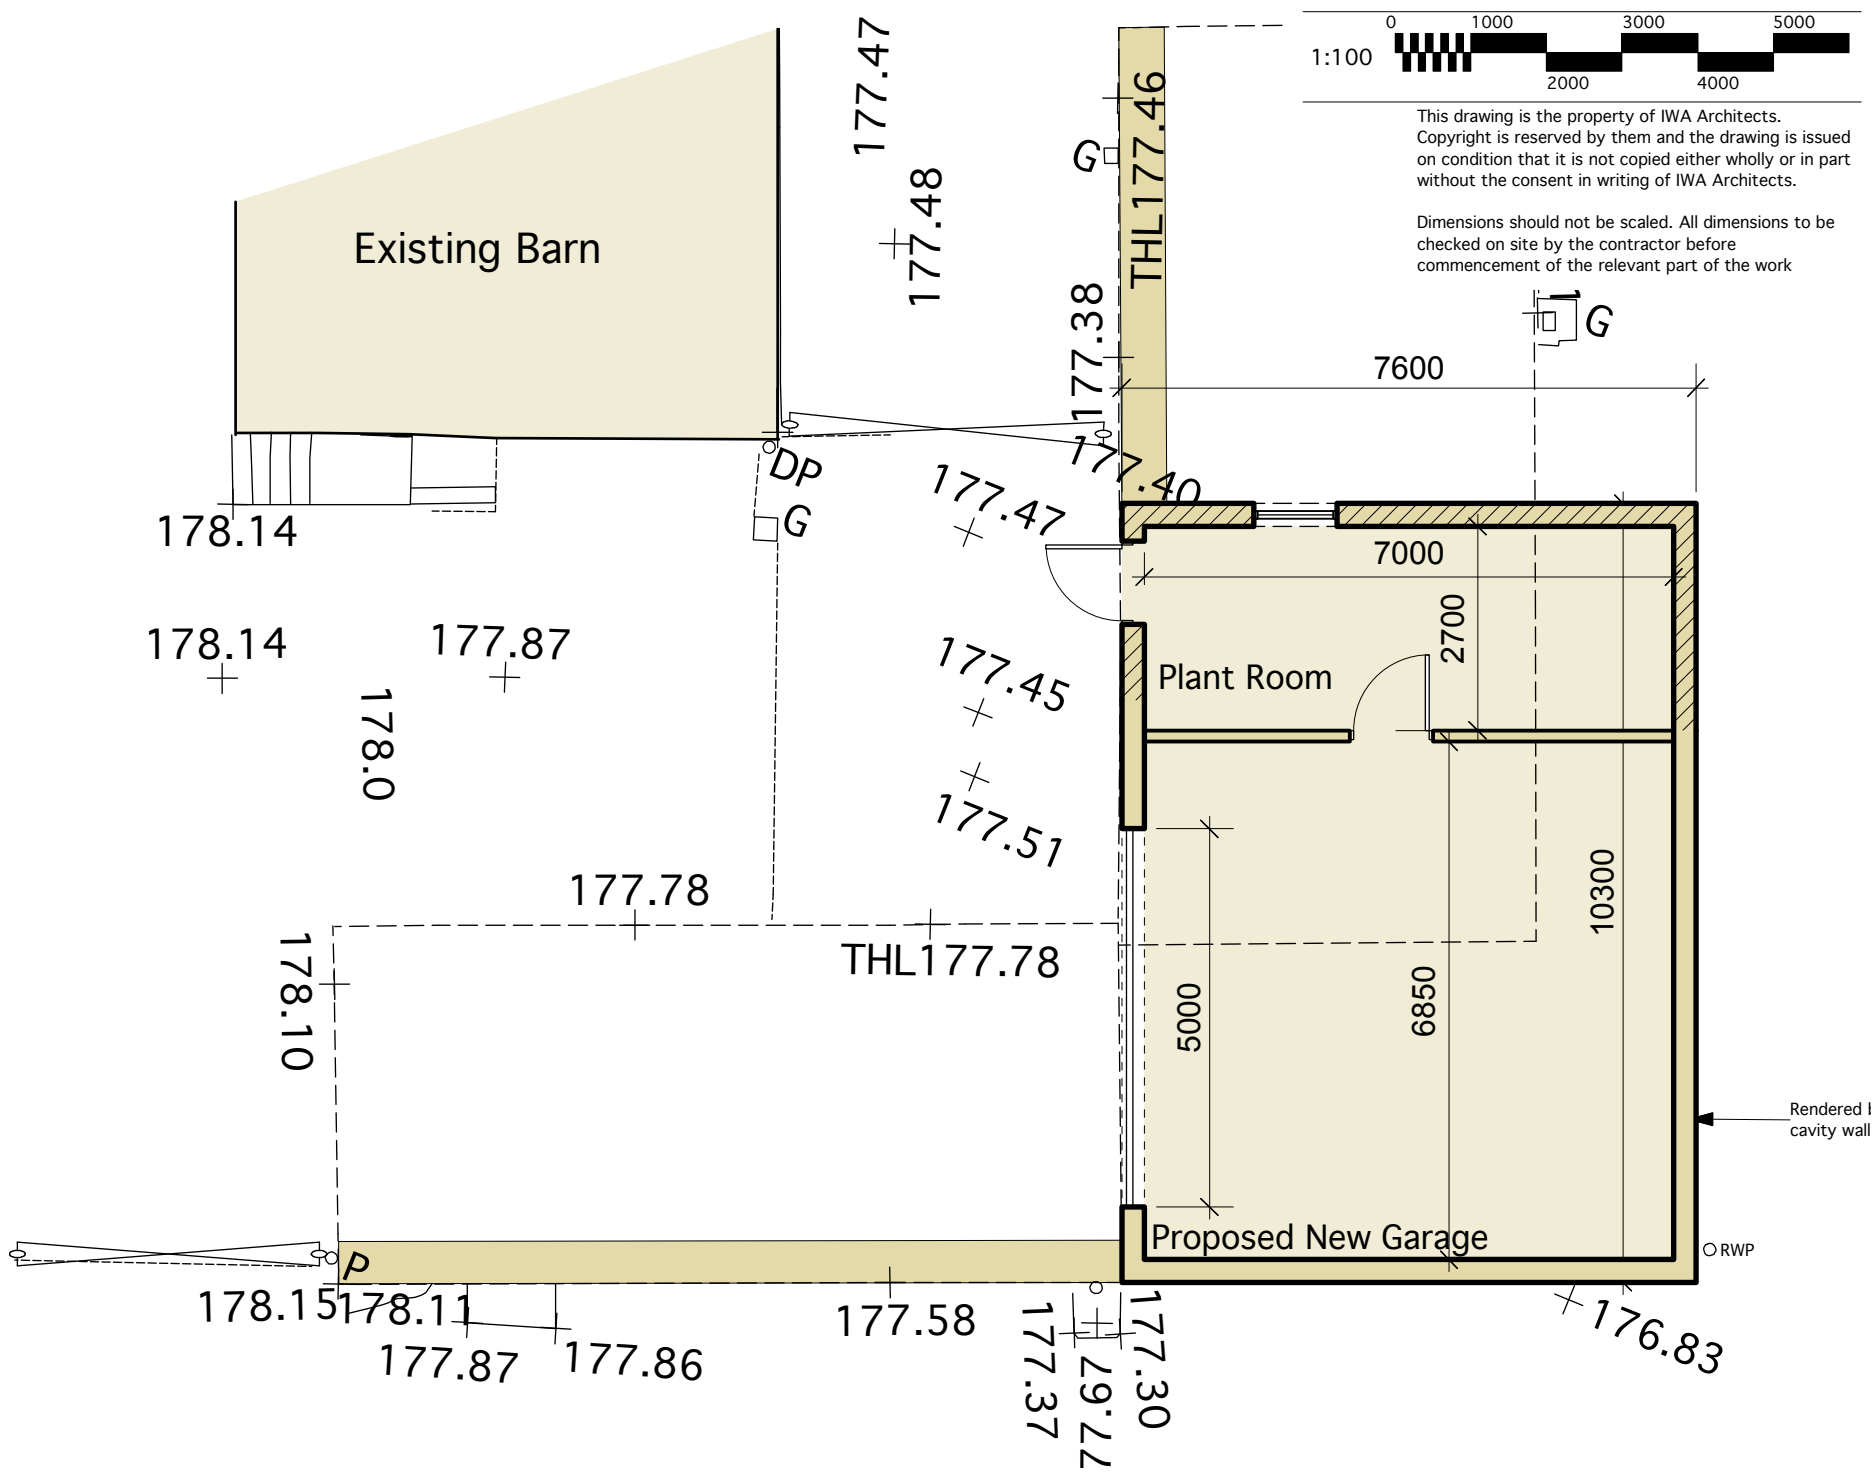 0 1000 3000 5000
1:100
2000 4000
This drawing is the property of IWA Architects.
Copyright is reserved by them and the drawing is issued
on condition that it is not copied either wholly or in part
without the consent in writing of IWA Architects.
Dimensions should not be scaled. All dimensions to be
checked on site by the contractor before
commencement of the relevant part of the work
177.47
THL177.46
G
177.48
Existing Barn
177.38
G
7600
177.40
DP
177.47
G
178.14
7000
2700
178.14
177.87
177.45
Plant Room
178.0
177.51
177.78
THL177.78
10300
178.10
5000
6850
Rendered
cavity wall
Proposed New Garage
RWP
P
178.15
178.11
177.58
177.87
177.86
177.37
177.30
176.83